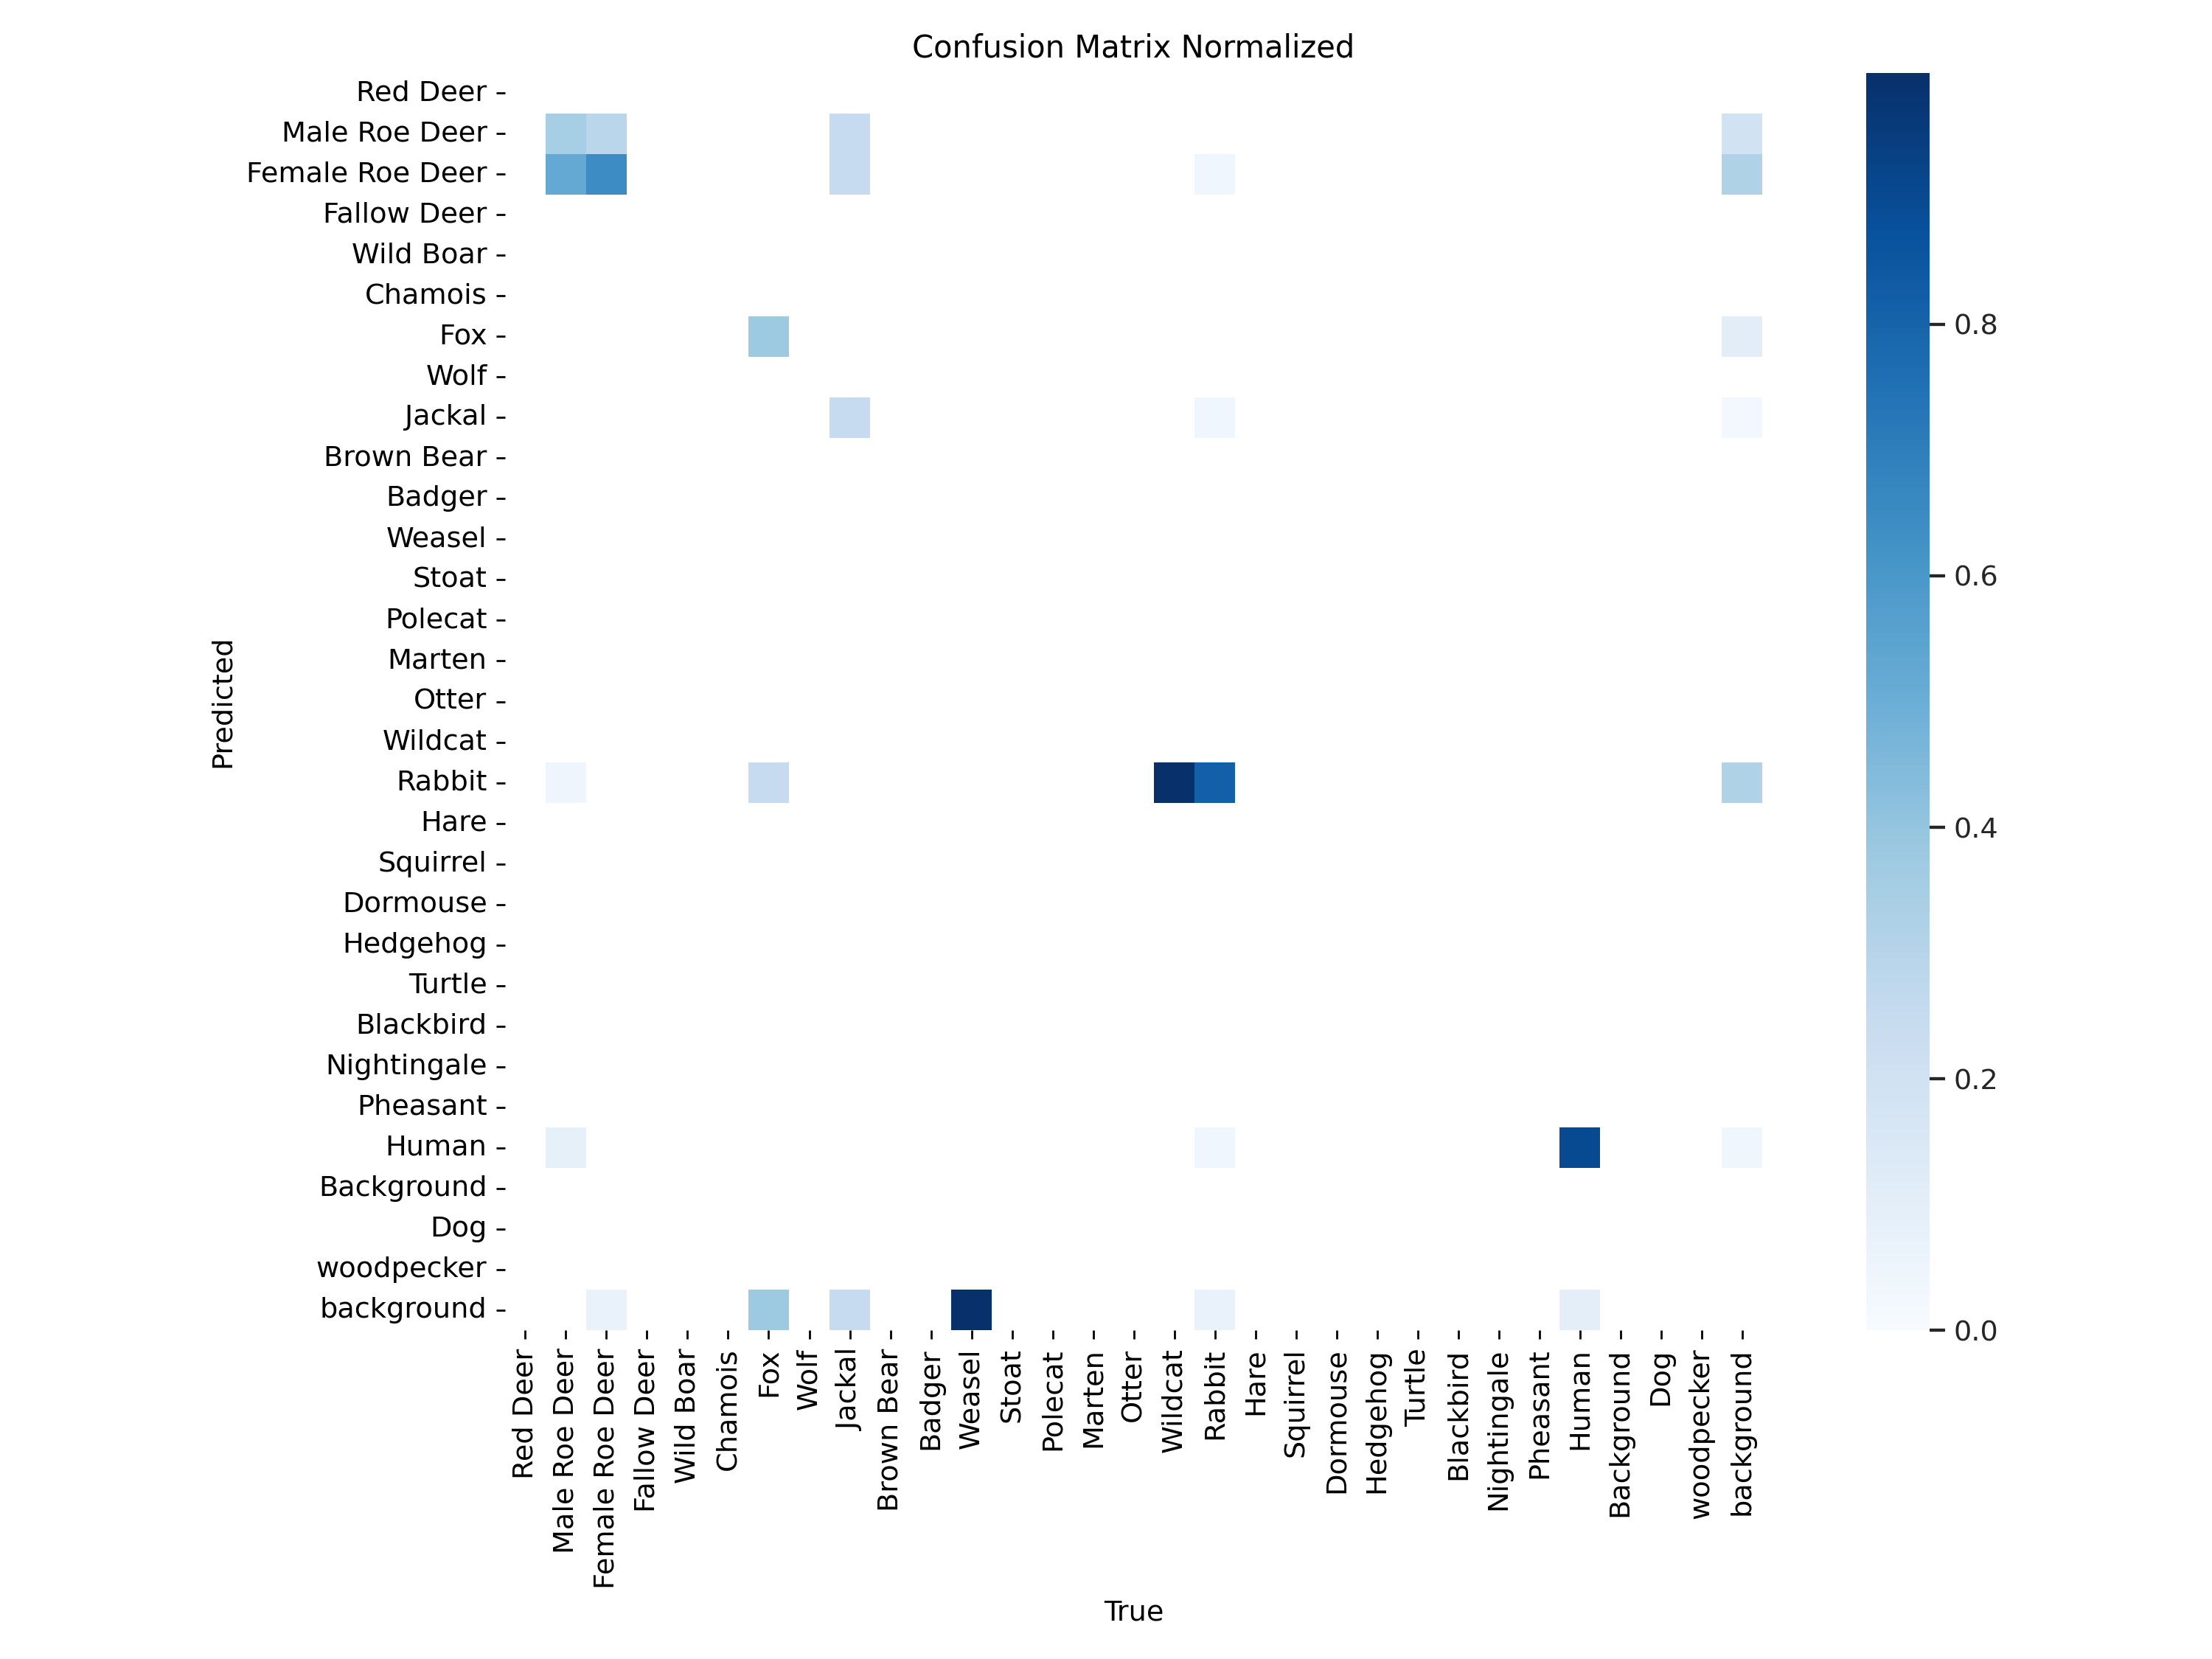 Confusion Matrix Normalized
Red Deer
Male Roe Deer
Female Roe Deer
Fallow Deer
Wild Boar
Chamois
Fox
Wolf
Jackal
Brown Bear
Badger
Weasel
Stoat
Polecat
Marten
Otter
Wildcat
Rabbit
Hare
Squirrel
Dormouse
Hedgehog
Turtle
Blackbird
Nightingale
Pheasant
Human
Background
Dog
woodpecker
background
Predicted
Red Deer
Male Roe Deer
Female Roe Deer
Fallow Deer
Wild Boar
Chamois
Fox
Wolf
Jackal
Brown Bear
Badger
Weasel
Stoat
Polecat
Marten
Otter
Wildcat
Rabbit
Hare
Squirrel
Dormouse
Hedgehog
Turtle
Blackbird
Nightingale
Pheasant
Human
Background
Dog
woodpecker
background
True
0.8
0.6
0.4
0.2
0.0